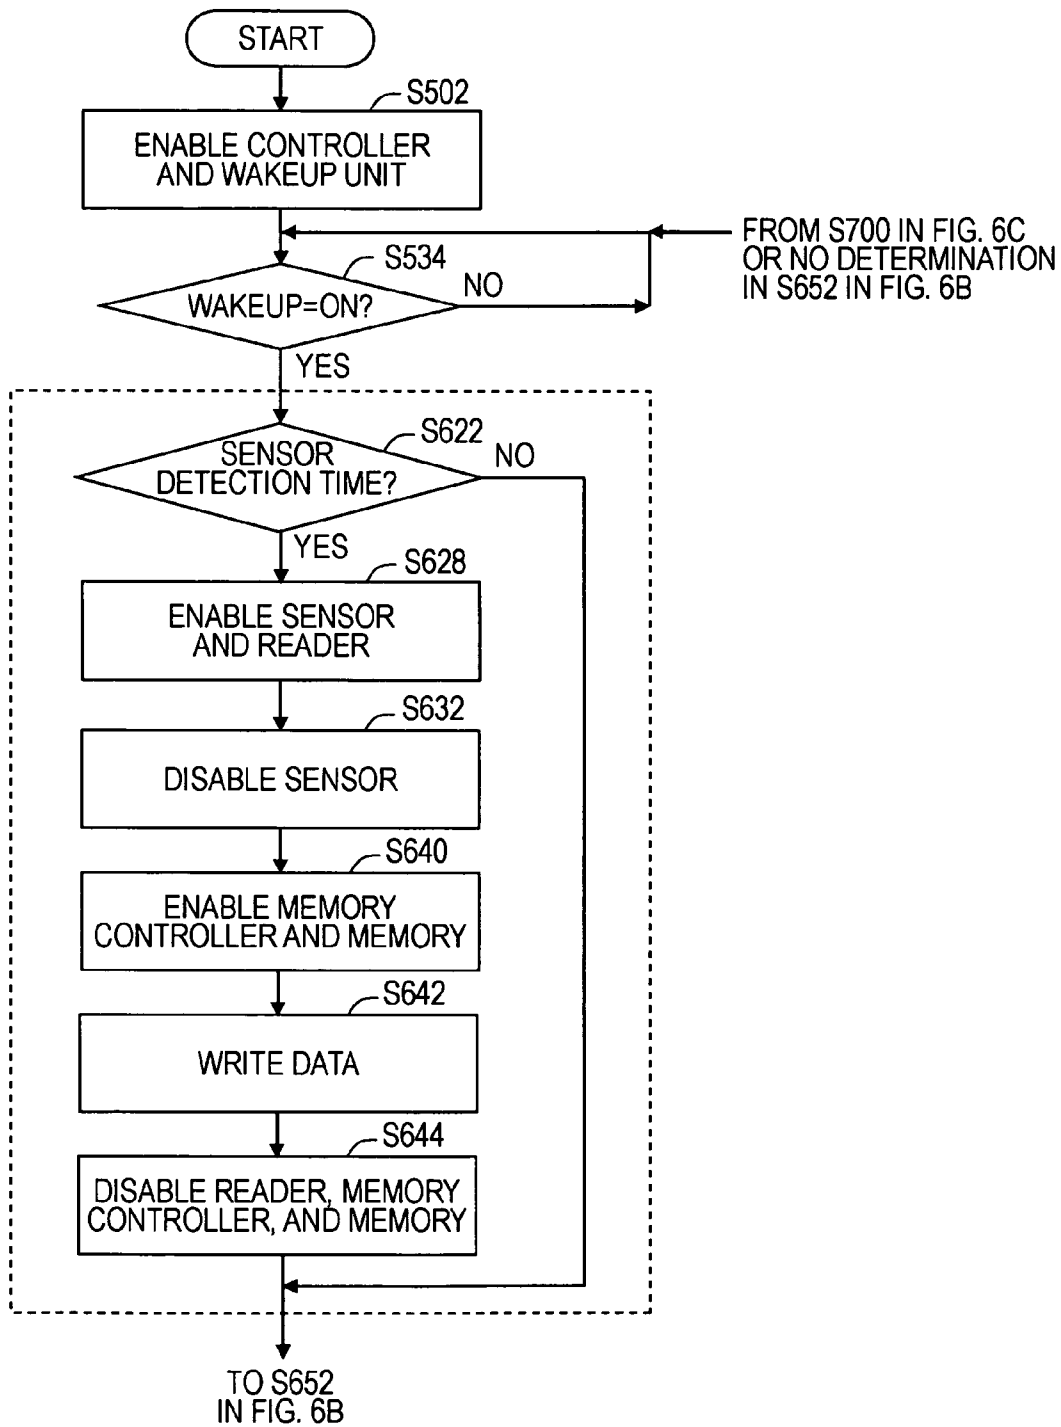 START
S502
ENABLE CONTROLLER
AND WAKEUP UNIT
FROM S700 IN FIG. 6C
OR NO DETERMINATION
IN S652 IN FIG. 6B
S534
WAKEUP=ON?
NO
YES
S622
SENSOR
DETECTION TIME?
NO
YES
S628
ENABLE SENSOR
AND READER
S632
DISABLE SENSOR
S640
ENABLE MEMORY
CONTROLLER AND MEMORY
S642
WRITE DATA
S644
DISABLE READER, MEMORY
CONTROLLER, AND MEMORY
TO S652
IN FIG. 6B